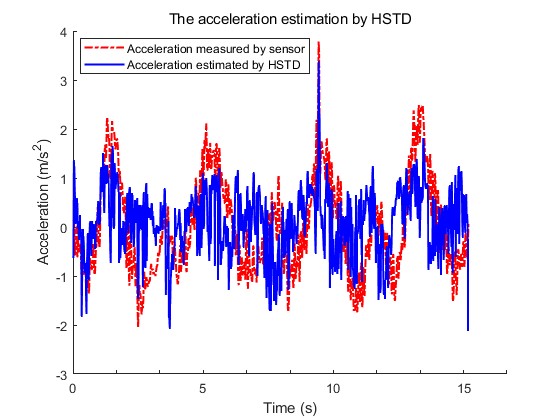 The acceleration estimation by HSTD
Acceleration measured by sensor
Acceleration estimated by HSTD
Acceleration (m/s²)
4
3
2
1
0
-1
-2
-3
0
5
10
15
Time (s)